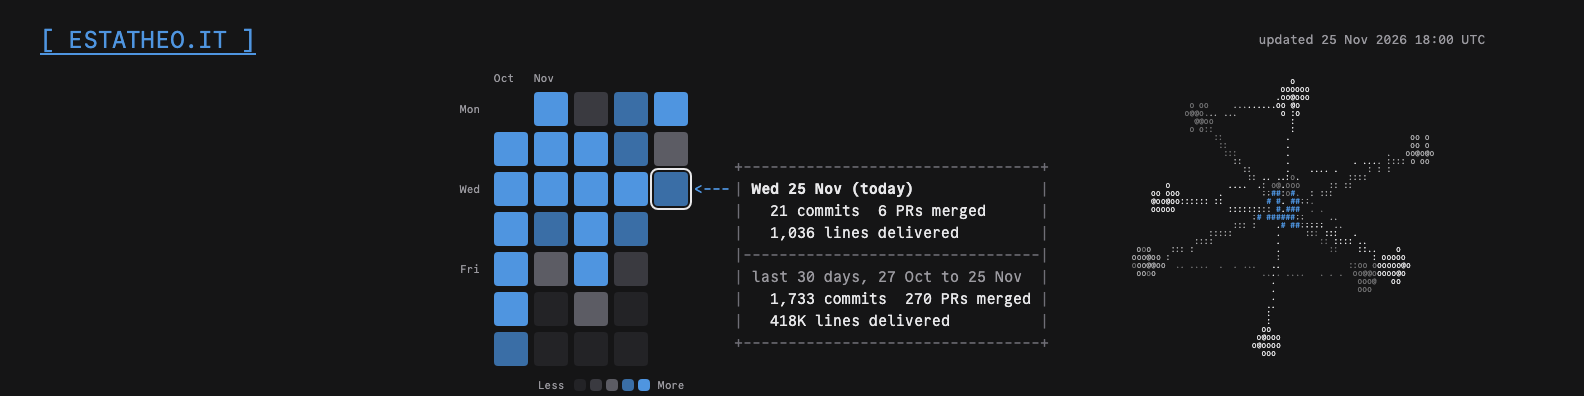 [ ESTATHEO.IT ]
updated 25 Nov 2026 18:00 UTC
Oct Nov
Mon
Wed
Fri
Less More
Wed 25 Nov (today)
21 commits 6 PRs merged
1,036 lines delivered
last 30 days, 27 Oct to 25 Nov
1,733 commits 270 PRs merged
418K lines delivered